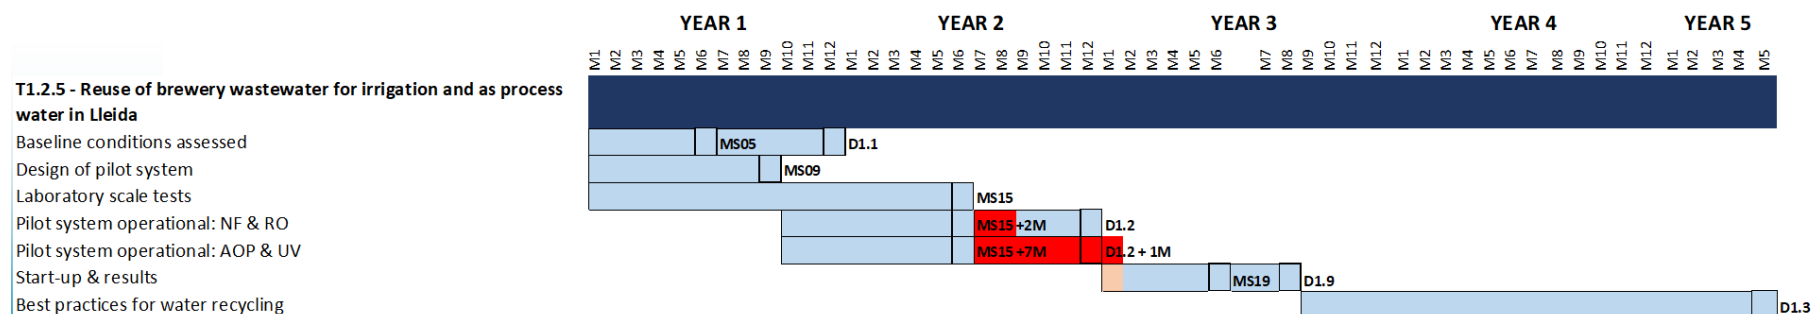 YEAR 1 YEAR 2 YEAR 3 YEAR 4 YEAR 5
M1 M2 M3 M4 M5 M6 M7 M8 M9 M10 M11 M12 M1 M2 M3 M4 M5 M6 M7 M8 M9 M10 M11 M12 M1 M2 M3 M4 M5 M6 M7 M8 M9 M10 M11 M12 M1 M2 M3 M4 M5 M6 M7 M8 M9 M10 M11 M12 M1 M2 M3 M4 M5
T1.2.5 - Reuse of brewery wastewater for irrigation and as process
water in Lleida
Baseline conditions assessed MS05 D1.1
Design of pilot system MS09
Laboratory scale tests MS15
Pilot system operational: NF & RO MS15 +2M D1.2
Pilot system operational: AOP & UV MS15 +7M D1.2 + 1M
Start-up & results MS19 D1.9
Best practices for water recycling D1.3